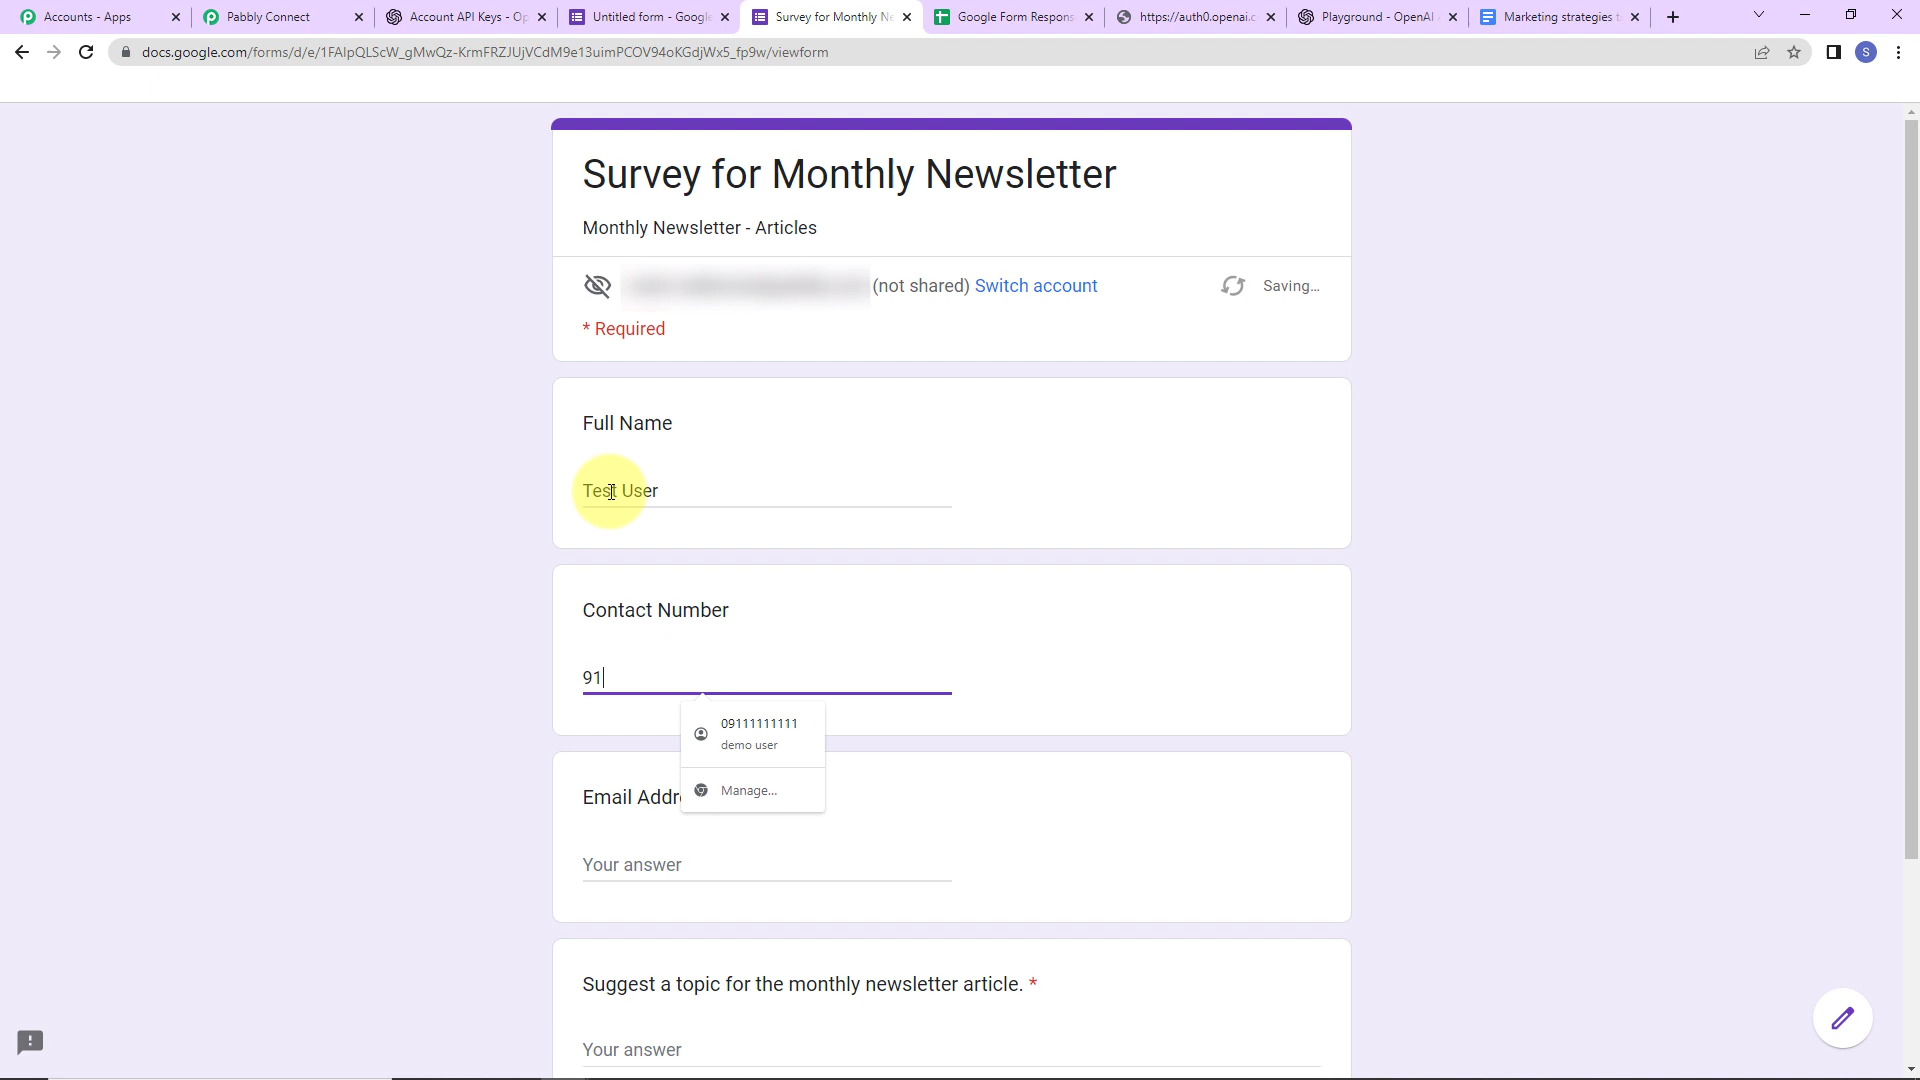 Accounts - Apps
Pabbly Connect
Account API Keys - Op
Untitled form - Google
Survey for Monthly Ne
Google Form Respons
https://auth0.openai.c
Playground - OpenAI
Marketing strategies t
S
docs.google.com/forms/d/e/1FAIpQLScW_gMwQz-KrmFRZJUjVCdM9e13uimPCOV94oKGdjWx5_fp9w/viewform
Survey for Monthly Newsletter
Monthly Newsletter - Articles
(not shared) Switch account
Saving...
* Required
Full Name
Test User
Contact Number
91
09111111111
demo user
Manage...
Email Addre
Your answer
Suggest a topic for the monthly newsletter article. *
Your answer